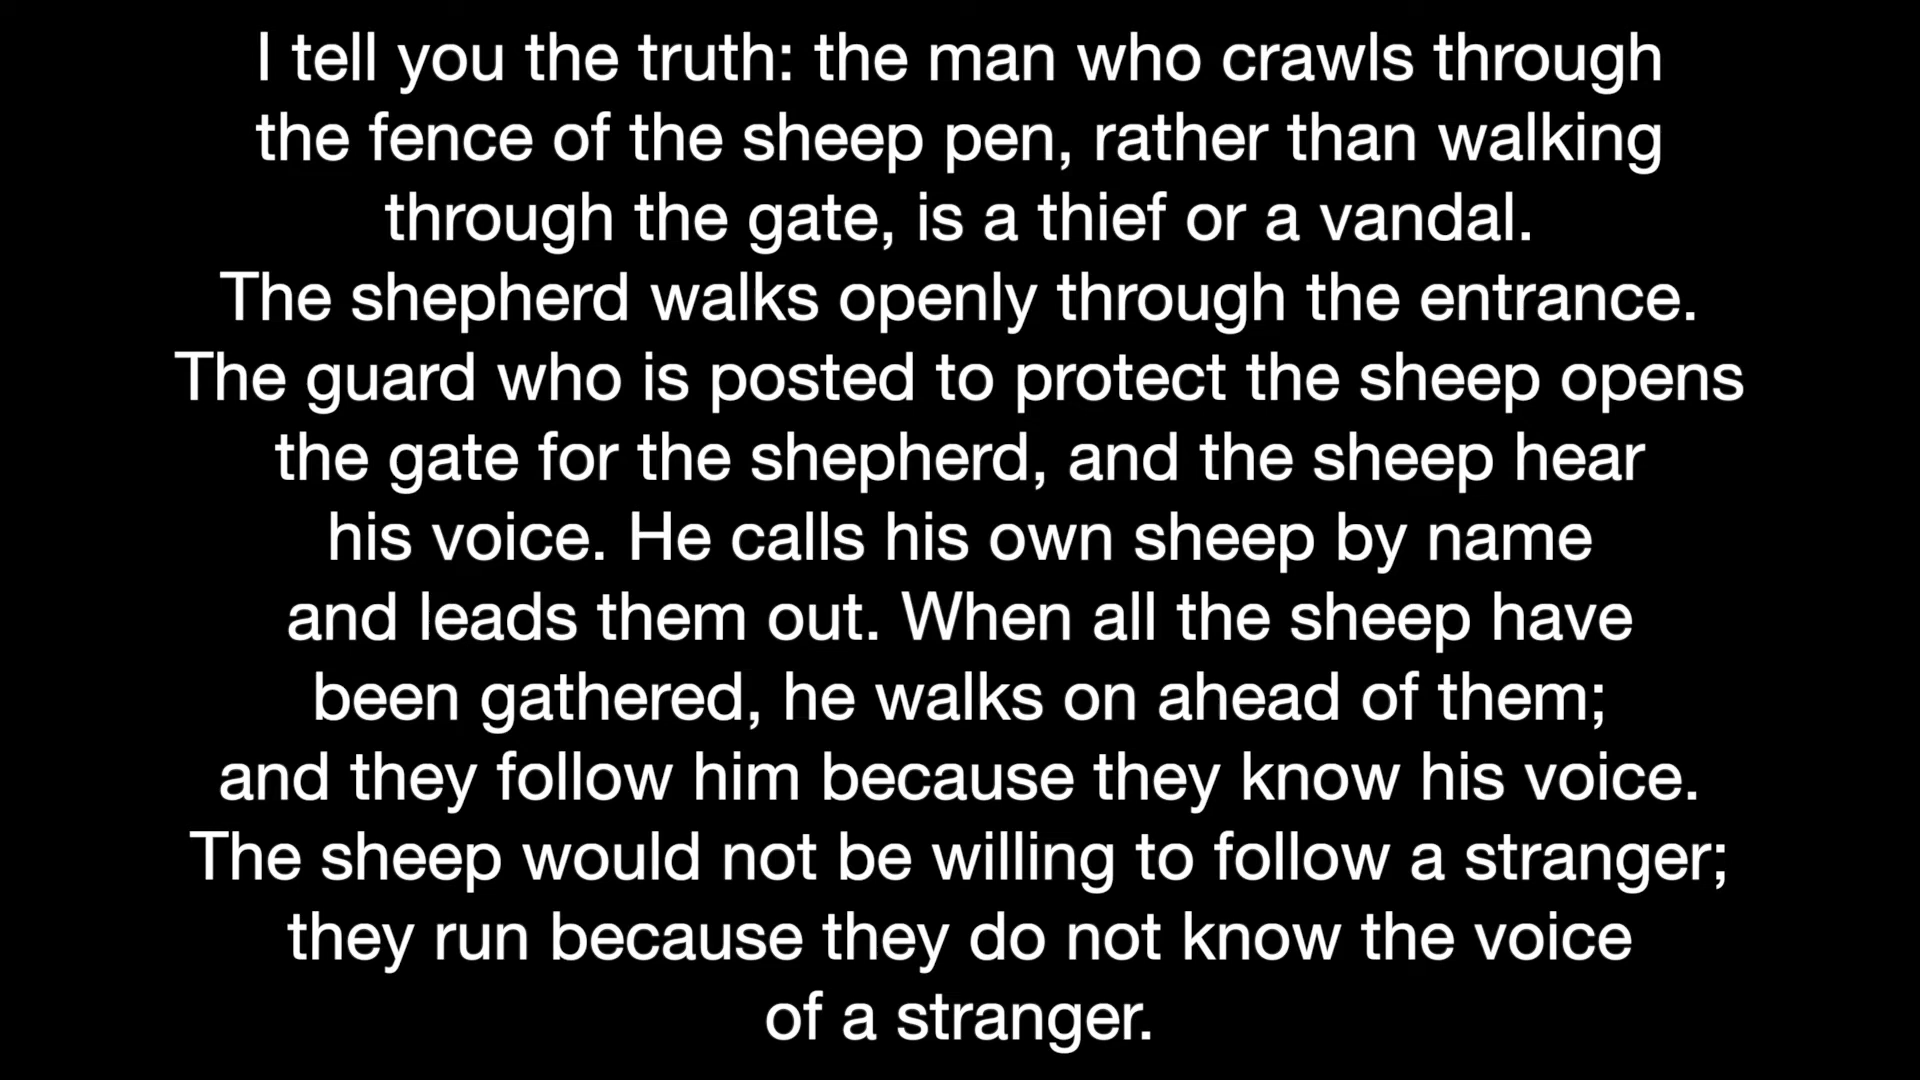 I tell you the truth: the man who crawls through
the fence of the sheep pen, rather than walking
through the gate, is a thief or a vandal.
The shepherd walks openly through the entrance.
The guard who is posted to protect the sheep opens
the gate for the shepherd, and the sheep hear
his voice. He calls his own sheep by name
and leads them out. When all the sheep have
been gathered, he walks on ahead of them;
and they follow him because they know his voice.
The sheep would not be willing to follow a stranger;
they run because they do not know the voice
of a stranger.